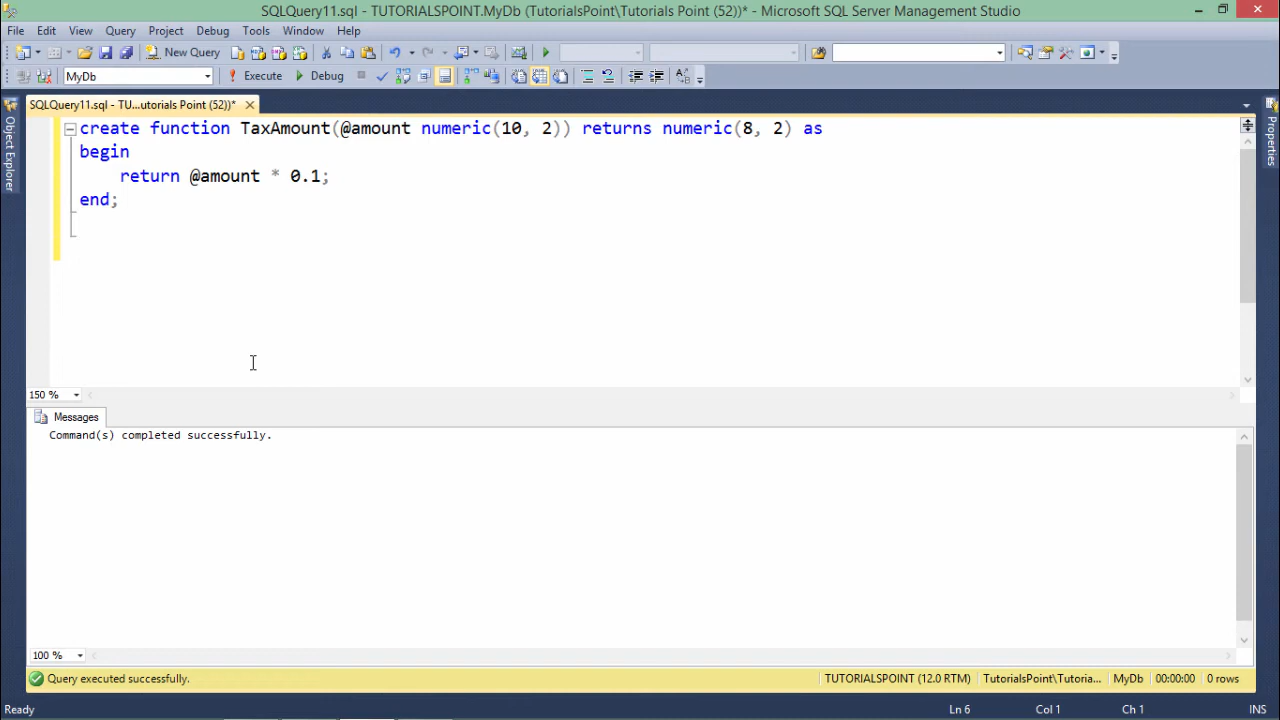 SQLQuery11.sql - TUTORIALSPOINT.MyDb (TutorialsPoint\Tutorials Point (52))* - Microsoft SQL Server Management Studio
File Edit View Query Project Debug Tools Window Help
New Query
MyDb Execute Debug
SQLQuery11.sql - TU...utorials Point (52))*
Object Explorer
Properties
create function TaxAmount(@amount numeric(10, 2)) returns numeric(8, 2) as
begin
return @amount * 0.1;
end;
150 %
Messages
Command(s) completed successfully.
100 %
Query executed successfully. TUTORIALSPOINT (12.0 RTM) TutorialsPoint\Tutoria... MyDb 00:00:00 0 rows
Ready Ln 6 Col 1 Ch 1 INS